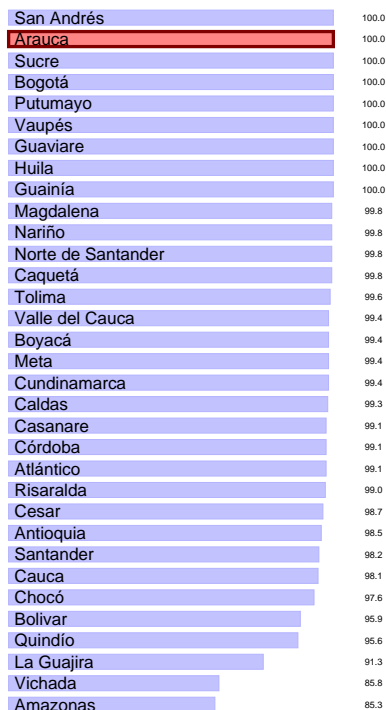 San Andrés 100.0
Arauca 100.0
Sucre 100.0
Bogotá 100.0
Putumayo 100.0
Vaupés 100.0
Guaviare 100.0
Huila 100.0
Guainía 100.0
Magdalena 99.8
Nariño 99.8
Norte de Santander 99.8
Caquetá 99.8
Tolima 99.6
Valle del Cauca 99.4
Boyacá 99.4
Meta 99.4
Cundinamarca 99.4
Caldas 99.3
Casanare 99.1
Córdoba 99.1
Atlántico 99.1
Risaralda 99.0
Cesar 98.7
Antioquia 98.5
Santander 98.2
Cauca 98.1
Chocó 97.6
Bolivar 95.9
Quindío 95.6
La Guajira 91.3
Vichada 85.8
Amazonas 85.3